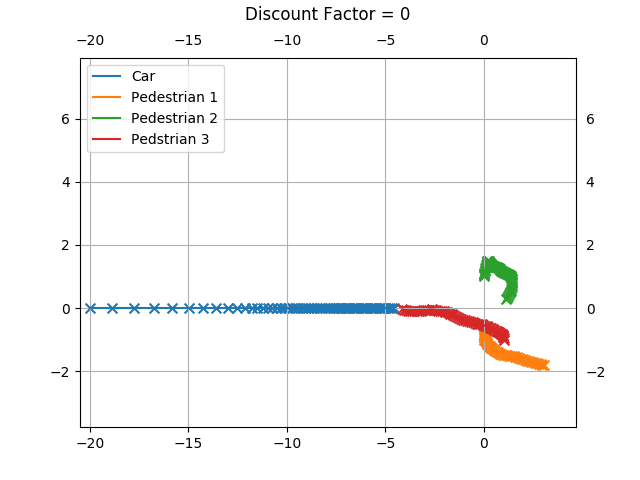 Discount Factor = 0
−20 −15 −10 −5 0
Car
Pedestrian 1
Pedestrian 2
Pedstrian 3
6 6
4 4
2 2
0 0
−2 −2
−20 −15 −10 −5 0